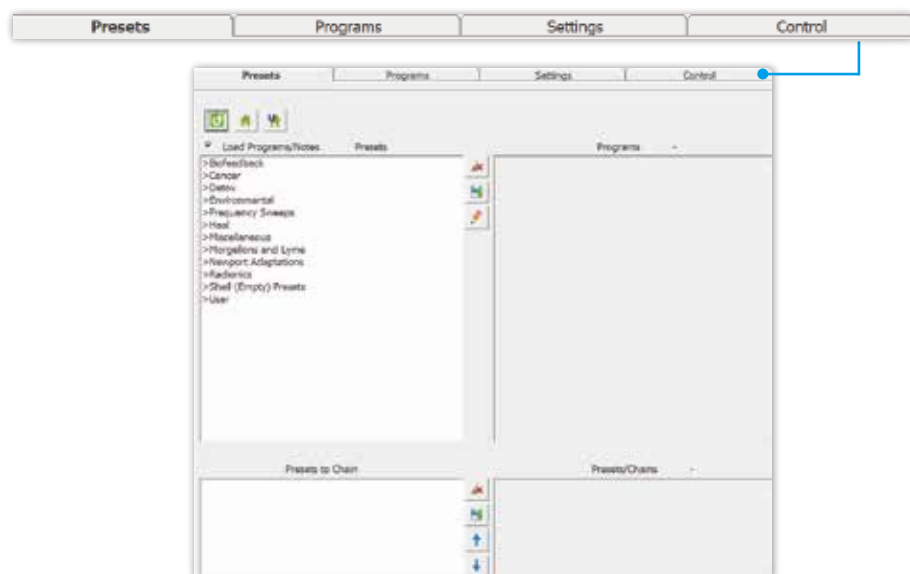 Presets Programs Settings Control
Presets Programs Settings Control
Load Programs/Notes Presets Programs -
>Biofeedback
>Cancer
>Detox
>Environmental
>Frequency Sweeps
>Heal
>Miscellaneous
>Morgellons and Lyme
>Newport Adaptations
>Radionics
>Shell (Empty) Presets
>User
Presets to Chain Presets/Chains -